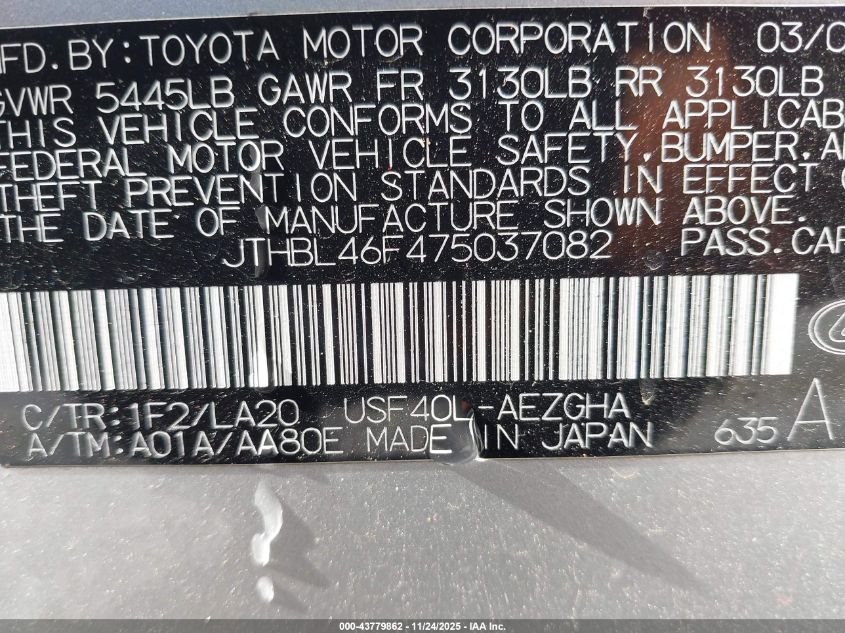 MFD. BY: TOYOTA MOTOR CORPORATION 03/0
GVWR 5445LB GAWR FR 3130LB RR 3130LB
THIS VEHICLE CONFORMS TO ALL APPLICAB
FEDERAL MOTOR VEHICLE SAFETY, BUMPER, A
THEFT PREVENTION STANDARDS IN EFFECT O
THE DATE OF MANUFACTURE SHOWN ABOVE.
JTHBL46F475037082 PASS. CAR
C/TR: 1F2/LA20 USF40L-AEZGHA
A/TM: A01A/AA80E MADE IN JAPAN 635 A
000-43779862 - 11/24/2025 - IAA Inc.